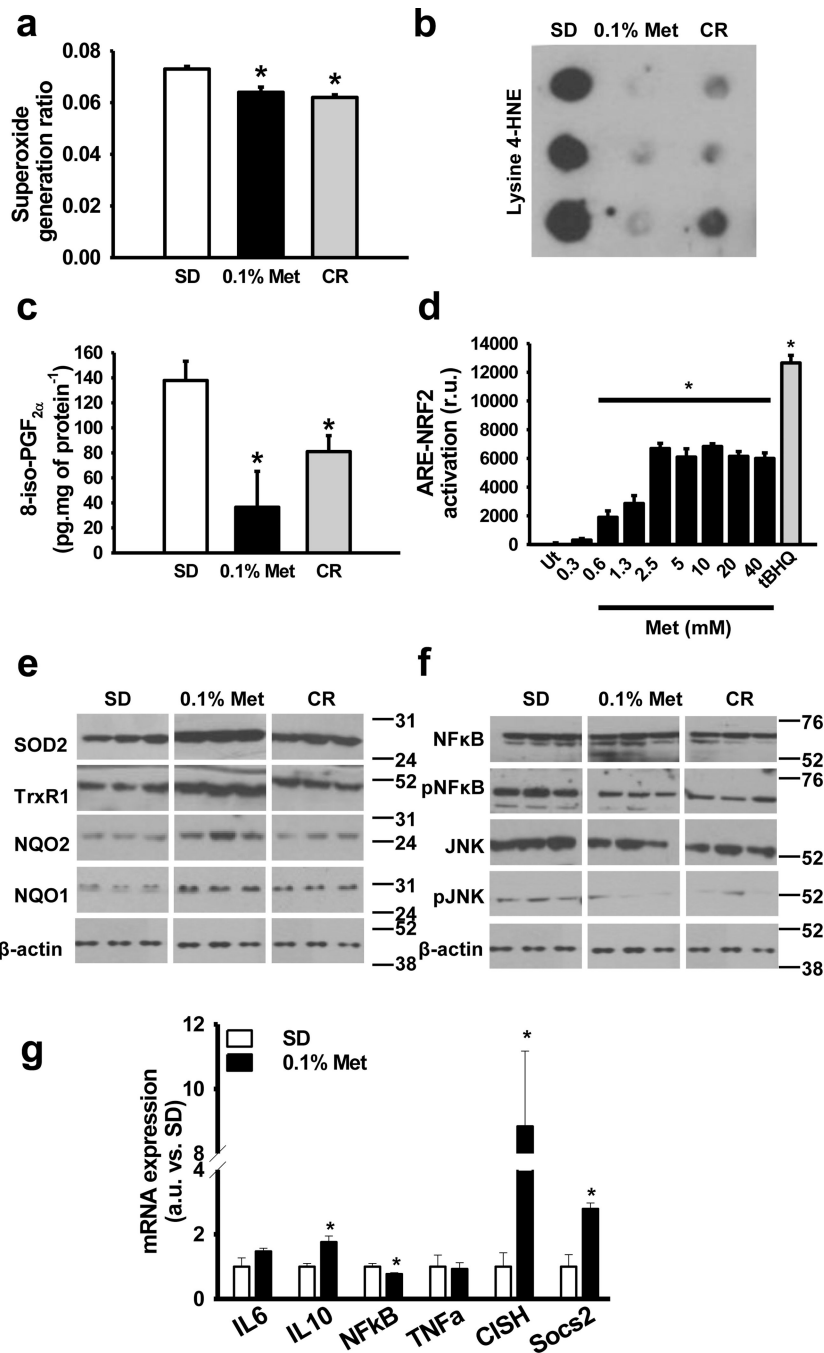 a
Superoxide
generation ratio
0.08
0.06
0.04
0.02
0.00
*
*
SD 0.1% Met CR
b
SD 0.1% Met CR
Lysine 4-HNE
c
8-iso-PGF2α
(pg.mg of protein-1)
160
140
120
100
80
60
40
20
0
*
*
SD 0.1% Met CR
d
ARE-NRF2
activation (r.u.)
14000
12000
10000
8000
6000
4000
2000
0
*
*
Ut 0.3 0.6 1.3 2.5 5 10 20 40 tBHQ
Met (mM)
e
SD 0.1% Met CR
SOD2
31
24
TrxR1
52
NQO2
31
24
NQO1
31
24
β-actin
52
38
f
SD 0.1% Met CR
NFκB
76
52
pNFκB
76
JNK
52
pJNK
52
β-actin
52
38
g
mRNA expression
(a.u. vs. SD)
12
10
8
4
2
0
SD
0.1% Met
*
*
*
*
IL6 IL10 NFkB TNFa CISH Socs2